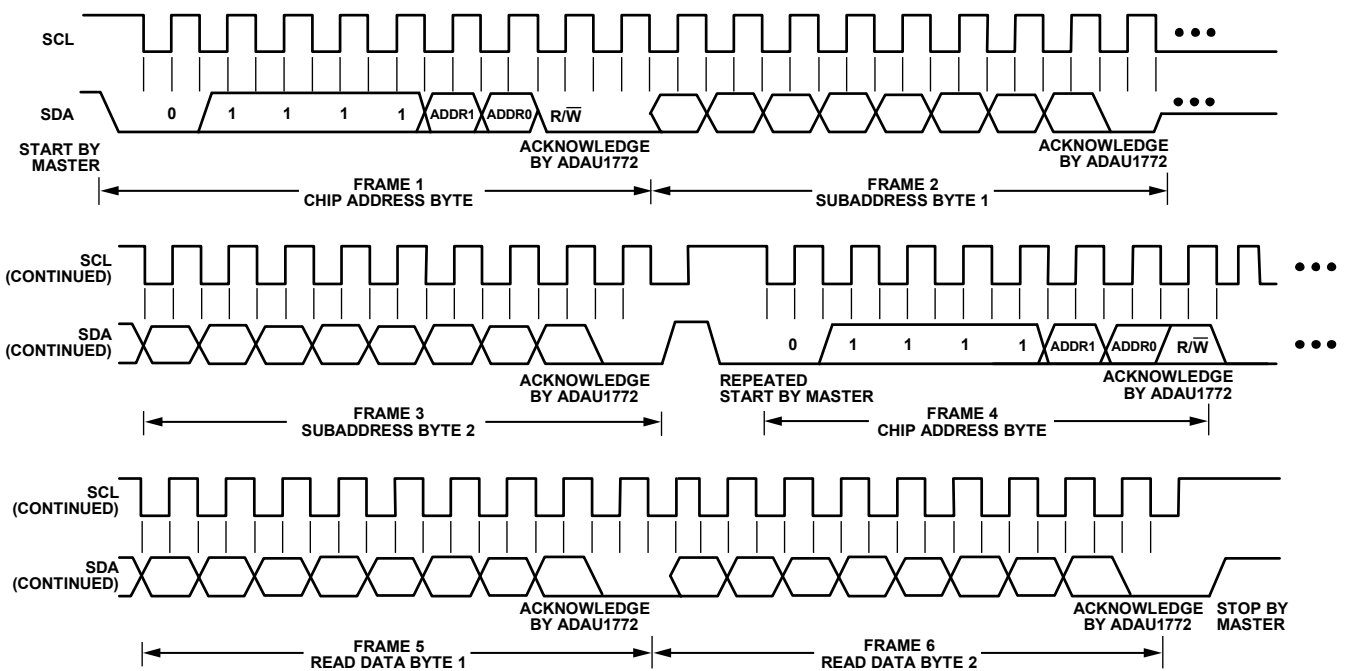 SCL
SDA
0 1 1 1 1 ADDR1 ADDR0 R/W̅
START BY
MASTER
ACKNOWLEDGE
BY ADAU1772
ACKNOWLEDGE
BY ADAU1772
FRAME 1
CHIP ADDRESS BYTE
FRAME 2
SUBADDRESS BYTE 1
SCL
(CONTINUED)
SDA
(CONTINUED)
0 1 1 1 1 ADDR1 ADDR0 R/W̅
ACKNOWLEDGE
BY ADAU1772
REPEATED
START BY MASTER
ACKNOWLEDGE
BY ADAU1772
FRAME 3
SUBADDRESS BYTE 2
FRAME 4
CHIP ADDRESS BYTE
SCL
(CONTINUED)
SDA
(CONTINUED)
ACKNOWLEDGE
BY ADAU1772
ACKNOWLEDGE
BY ADAU1772
STOP BY
MASTER
FRAME 5
READ DATA BYTE 1
FRAME 6
READ DATA BYTE 2